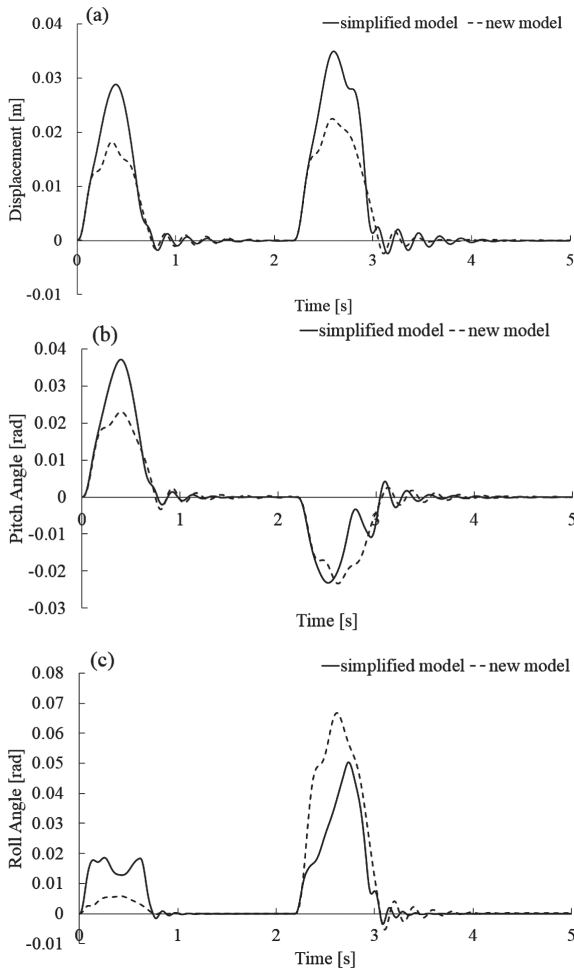 (a)
simplified model new model
0.04
0.03
0.02
0.01
0
-0.01
Displacement [m]
0 1 2 3 4 5
Time [s]
(b)
simplified model new model
0.04
0.03
0.02
0.01
0
-0.01
-0.02
-0.03
Pitch Angle [rad]
0 1 2 3 4 5
Time [s]
(c)
simplified model new model
0.08
0.07
0.06
0.05
0.04
0.03
0.02
0.01
0
-0.01
Roll Angle [rad]
0 1 2 3 4 5
Time [s]